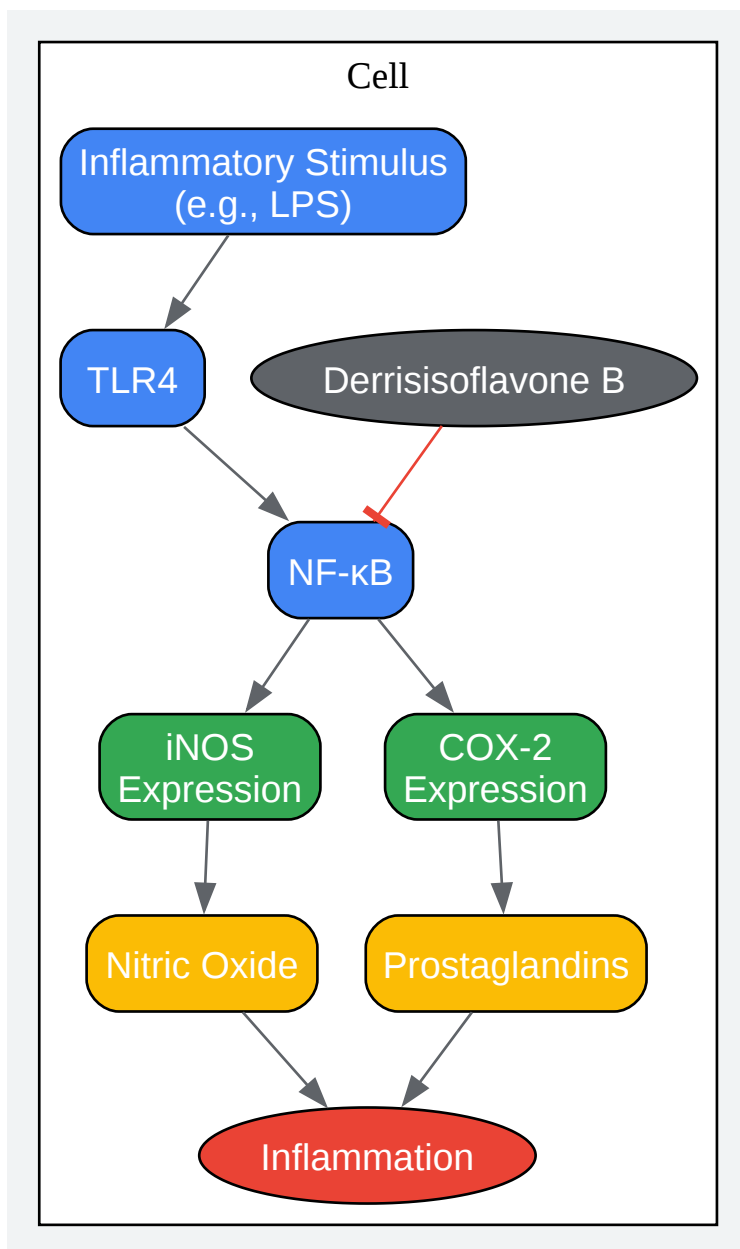 Cell
Inflammatory Stimulus
(e.g., LPS)
TLR4
Derrisisoflavone B
NF-κB
iNOS
Expression
COX-2
Expression
Nitric Oxide
Prostaglandins
Inflammation